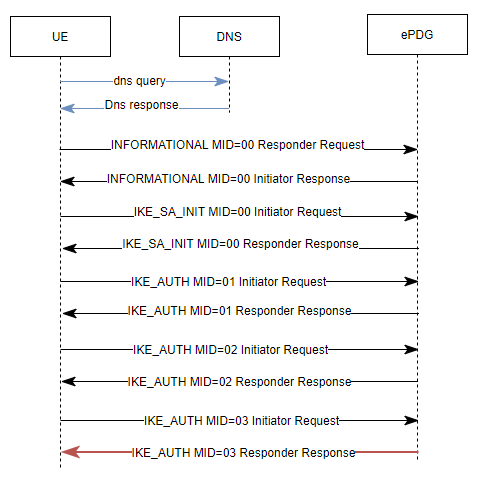 UE
DNS
ePDG
dns query
Dns response
INFORMATIONAL MID=00 Responder Request
INFORMATIONAL MID=00 Initiator Response
IKE_SA_INIT MID=00 Initiator Request
IKE_SA_INIT MID=00 Responder Response
IKE_AUTH MID=01 Initiator Request
IKE_AUTH MID=01 Responder Response
IKE_AUTH MID=02 Initiator Request
IKE_AUTH MID=02 Responder Response
IKE_AUTH MID=03 Initiator Request
IKE_AUTH MID=03 Responder Response